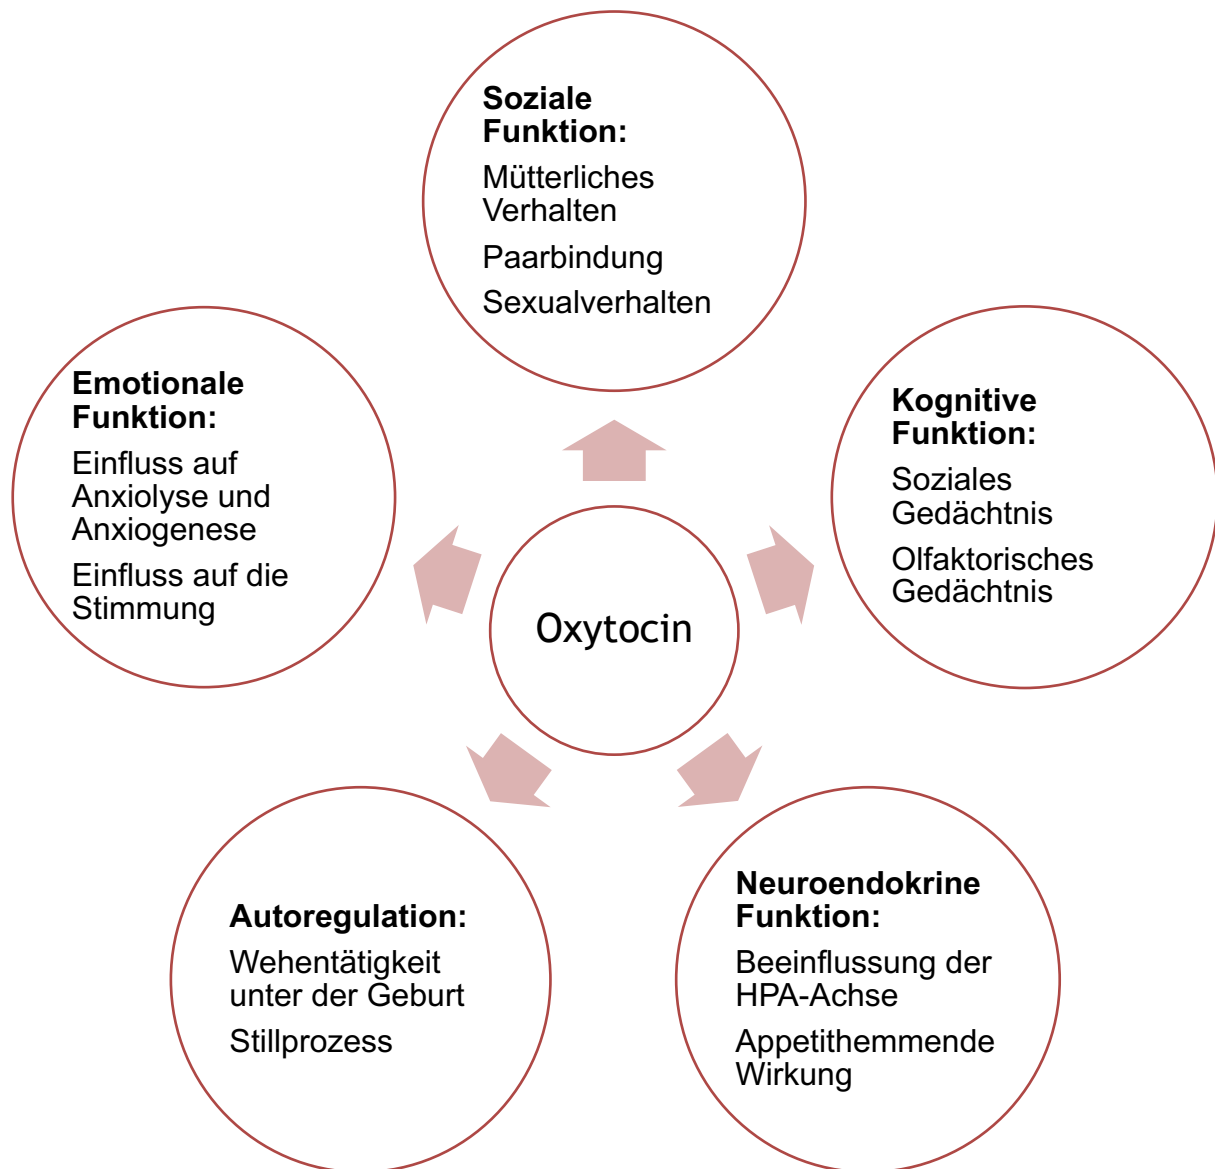 Soziale
Funktion:
Mütterliches
Verhalten
Paarbindung
Sexualverhalten
Emotionale
Funktion:
Einfluss auf
Anxiolyse und
Anxiogenese
Einfluss auf die
Stimmung
Kognitive
Funktion:
Soziales
Gedächtnis
Olfaktorisches
Gedächtnis
Oxytocin
Autoregulation:
Wehentätigkeit
unter der Geburt
Stillprozess
Neuroendokrine
Funktion:
Beeinflussung der
HPA-Achse
Appetithemmende
Wirkung